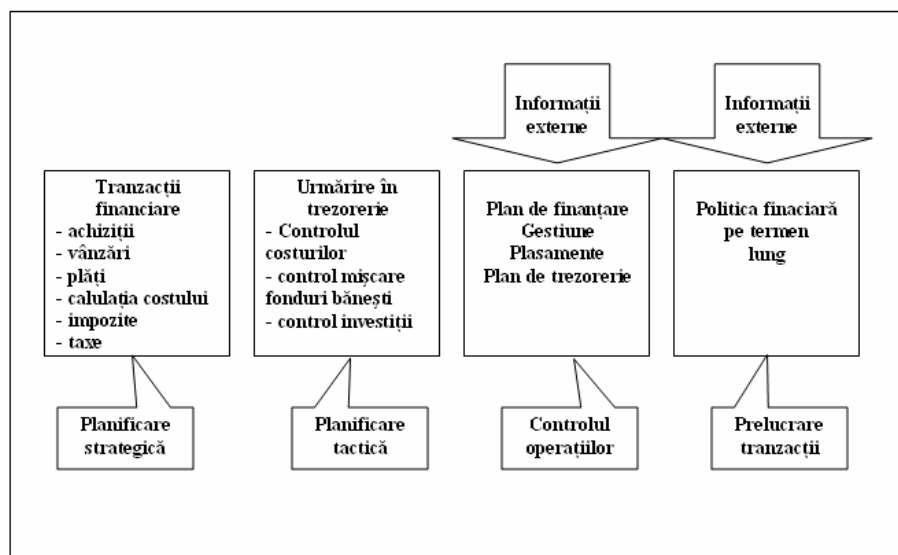 Informații
externe
Informații
externe
Tranzacții
financiare
- achiziții
- vânzări
- plăți
- calulația costului
- impozite
- taxe
Urmărire în
trezorerie
- Controlul
costurilor
- control mișcare
fonduri bănești
- control investiții
Plan de finanțare
Gestiune
Plasamente
Plan de trezorerie
Politica finaciară
pe termen
lung
Planificare
strategică
Planificare
tactică
Controlul
operațiilor
Prelucrare
tranzacții